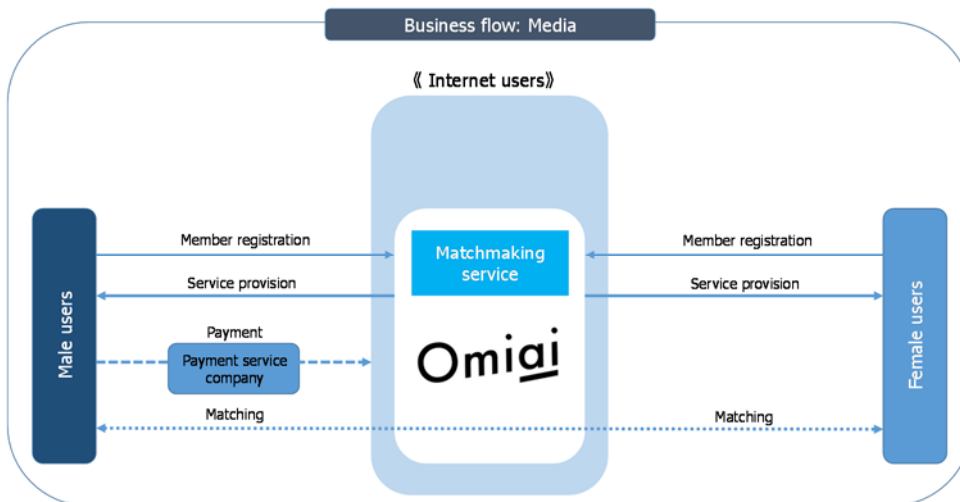 Business flow: Media
《 Internet users》
Member registration
Member registration
Matchmaking
service
Service provision
Service provision
Male users
Female users
Payment
Payment service
company
Omiai
Matching
Matching